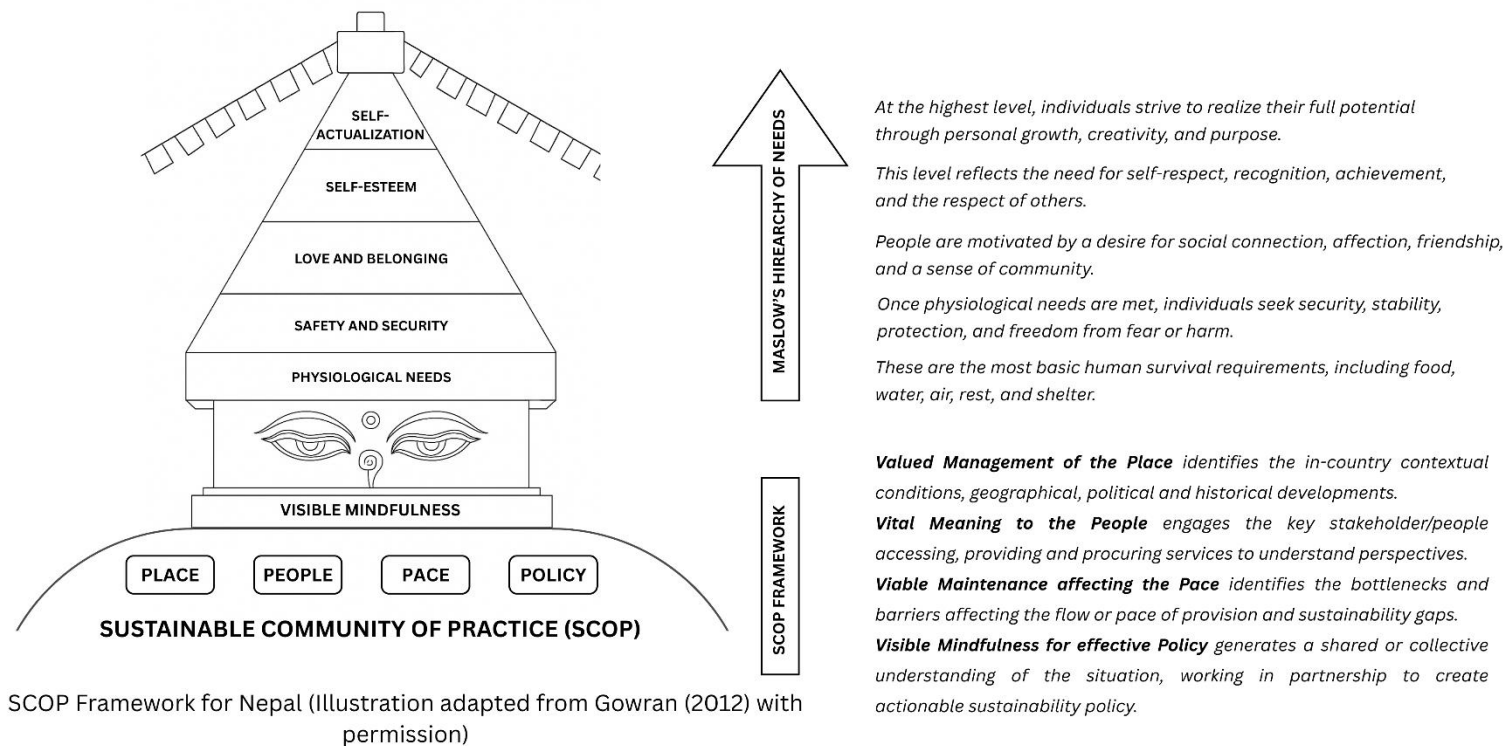 SELF-
ACTUALIZATION
SELF-ESTEEM
LOVE AND BELONGING
SAFETY AND SECURITY
PHYSIOLOGICAL NEEDS
VISIBLE MINDFULNESS
PLACE
PEOPLE
PACE
POLICY
SUSTAINABLE COMMUNITY OF PRACTICE (SCOP)
SCOP Framework for Nepal (Illustration adapted from Gowran (2012) with
permission)
MASLOW'S HIREARCHY OF NEEDS
SCOP FRAMEWORK
At the highest level, individuals strive to realize their full potential
through personal growth, creativity, and purpose.
This level reflects the need for self-respect, recognition, achievement,
and the respect of others.
People are motivated by a desire for social connection, affection, friendship,
and a sense of community.
Once physiological needs are met, individuals seek security, stability,
protection, and freedom from fear or harm.
These are the most basic human survival requirements, including food,
water, air, rest, and shelter.
Valued Management of the Place identifies the in-country contextual
conditions, geographical, political and historical developments.
Vital Meaning to the People engages the key stakeholder/people
accessing, providing and procuring services to understand perspectives.
Viable Maintenance affecting the Pace identifies the bottlenecks and
barriers affecting the flow or pace of provision and sustainability gaps.
Visible Mindfulness for effective Policy generates a shared or collective
understanding of the situation, working in partnership to create
actionable sustainability policy.